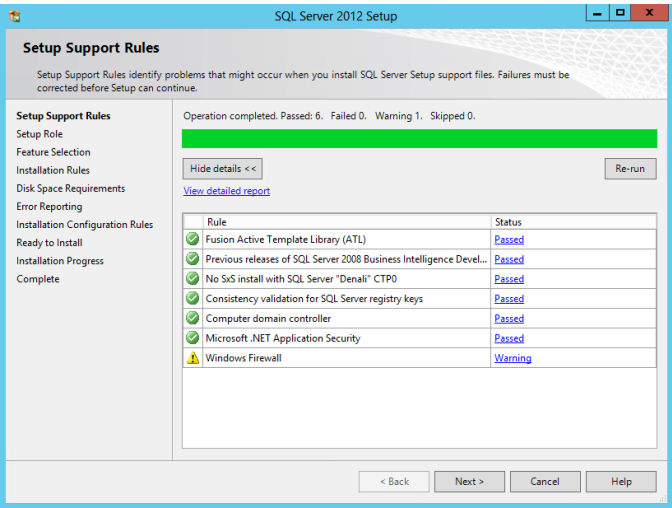 SQL Server 2012 Setup
Setup Support Rules
Setup Support Rules identify problems that might occur when you install SQL Server Setup support files. Failures must be
corrected before Setup can continue.
Setup Support Rules
Setup Role
Feature Selection
Installation Rules
Disk Space Requirements
Error Reporting
Installation Configuration Rules
Ready to Install
Installation Progress
Complete
Operation completed. Passed: 6. Failed 0. Warning 1. Skipped 0.
Hide details <<
Re-run
View detailed report
Rule Status
Fusion Active Template Library (ATL) Passed
Previous releases of SQL Server 2008 Business Intelligence Devel... Passed
No SxS install with SQL Server "Denali" CTP0 Passed
Consistency validation for SQL Server registry keys Passed
Computer domain controller Passed
Microsoft .NET Application Security Passed
Windows Firewall Warning
< Back Next > Cancel Help